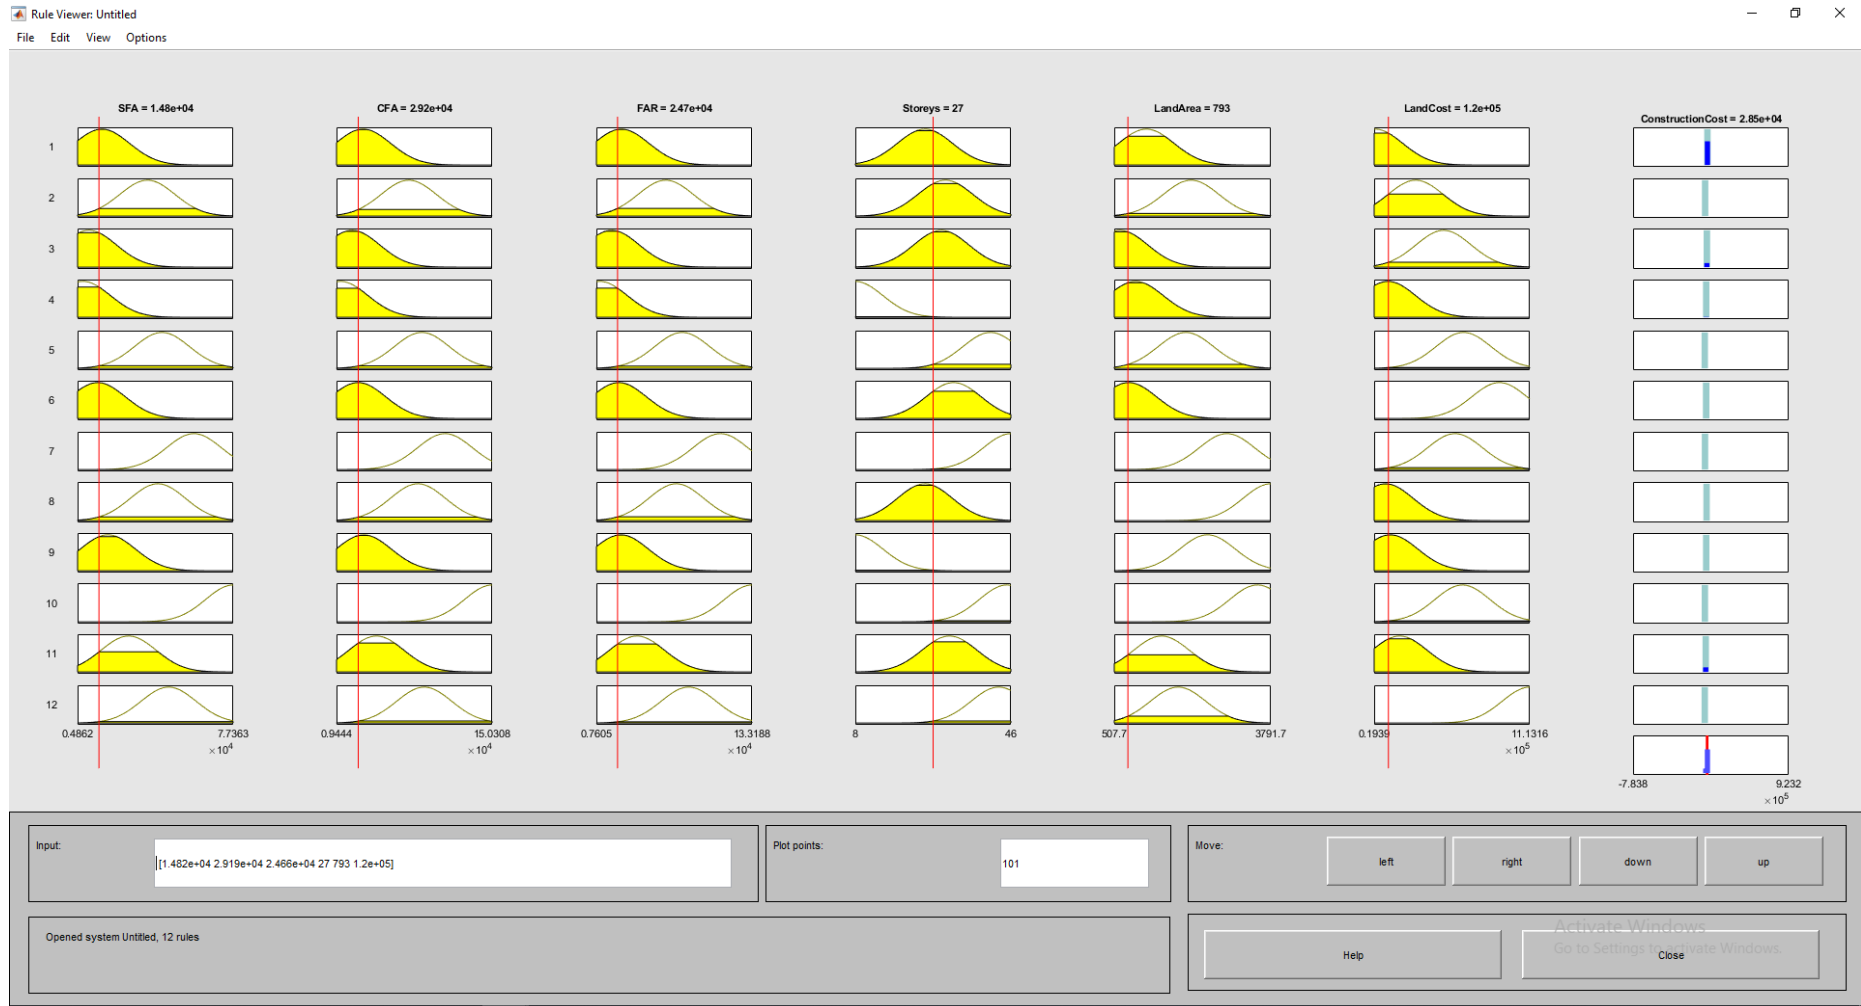 Rule Viewer: Untitled
File Edit View Options
SFA = 1.48e+04 CFA = 2.92e+04 FAR = 2.47e+04 Storeys = 27 LandArea = 793 LandCost = 1.2e+05 ConstructionCost = 2.85e+04
1
2
3
4
5
6
7
8
9
10
11
12
0.4862 7.7363 0.9444 15.0308 0.7605 13.3188 8 46 507.7 3791.7 0.1939 11.1316
×10⁴ ×10⁴ ×10⁴ ×10⁵
-7.838 9.232
×10⁵
Input: [1.482e+04 2.919e+04 2.466e+04 27 793 1.2e+05]
Plot points: 101
Move: left right down up
Opened system Untitled, 12 rules
Help Close
Activate Windows
Go to Settings to activate Windows.